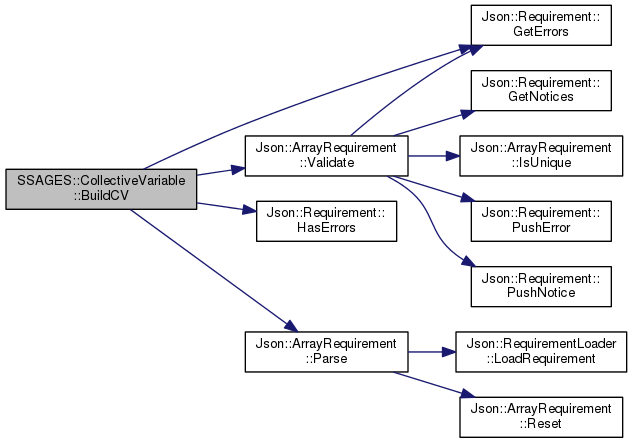 Json::Requirement::
GetErrors
Json::Requirement::
GetNotices
Json::ArrayRequirement
::Validate
Json::ArrayRequirement
::IsUnique
SSAGES::CollectiveVariable
::BuildCV
Json::Requirement::
HasErrors
Json::Requirement::
PushError
Json::Requirement::
PushNotice
Json::ArrayRequirement
::Parse
Json::RequirementLoader
::LoadRequirement
Json::ArrayRequirement
::Reset